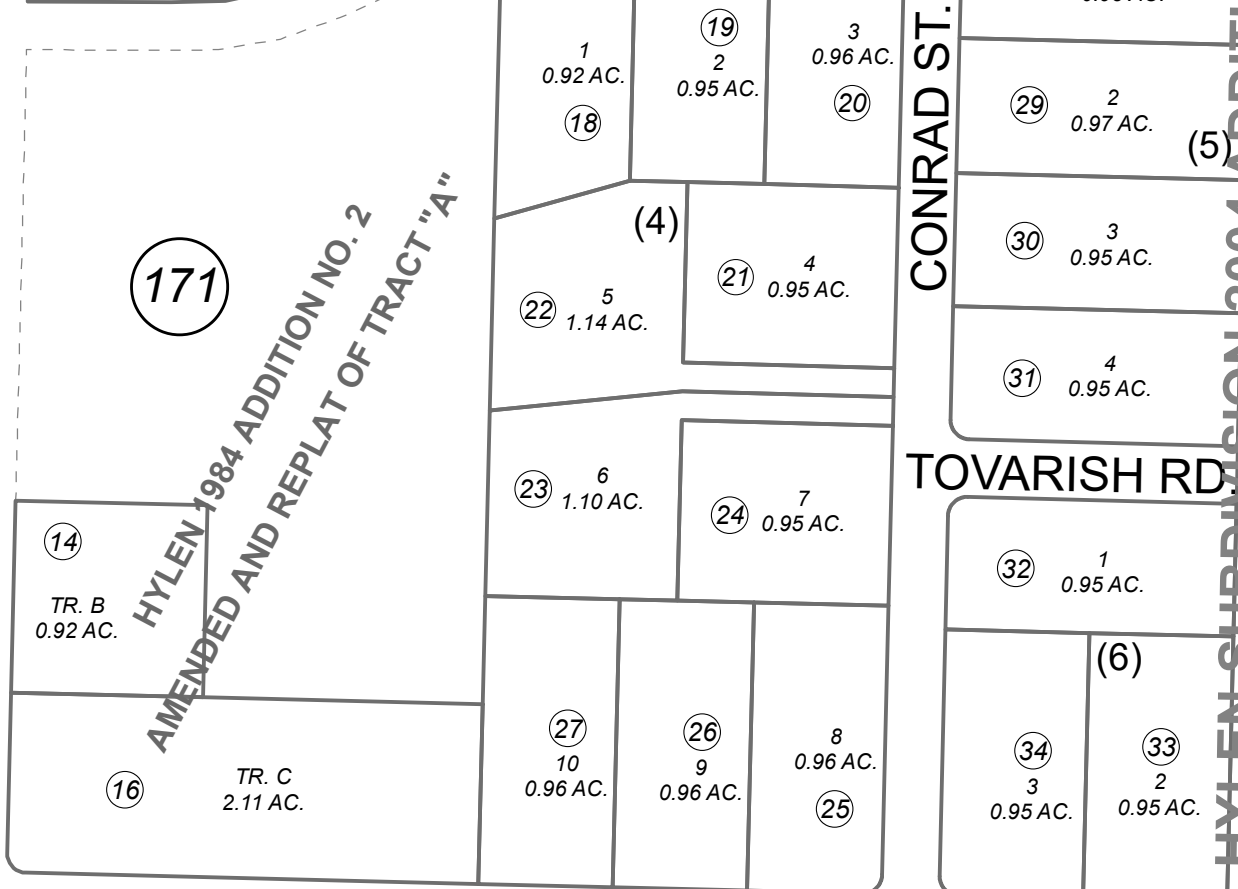 1
0.92 AC.
18
19
2
0.95 AC.
3
0.96 AC.
20
CONRAD ST.
29
2
0.97 AC.
(5)
171
HYLEN 1984 ADDITION NO. 2
AMENDED AND REPLAT OF TRACT "A"
(4)
22
5
1.14 AC.
21
4
0.95 AC.
30
3
0.95 AC.
31
4
0.95 AC.
TOVARISH RD.
23
6
1.10 AC.
24
7
0.95 AC.
14
TR. B
0.92 AC.
32
1
0.95 AC.
(6)
16
TR. C
2.11 AC.
27
10
0.96 AC.
26
9
0.96 AC.
8
0.96 AC.
25
34
3
0.95 AC.
33
2
0.95 AC.
HYLEN SUBDIVISION 2004